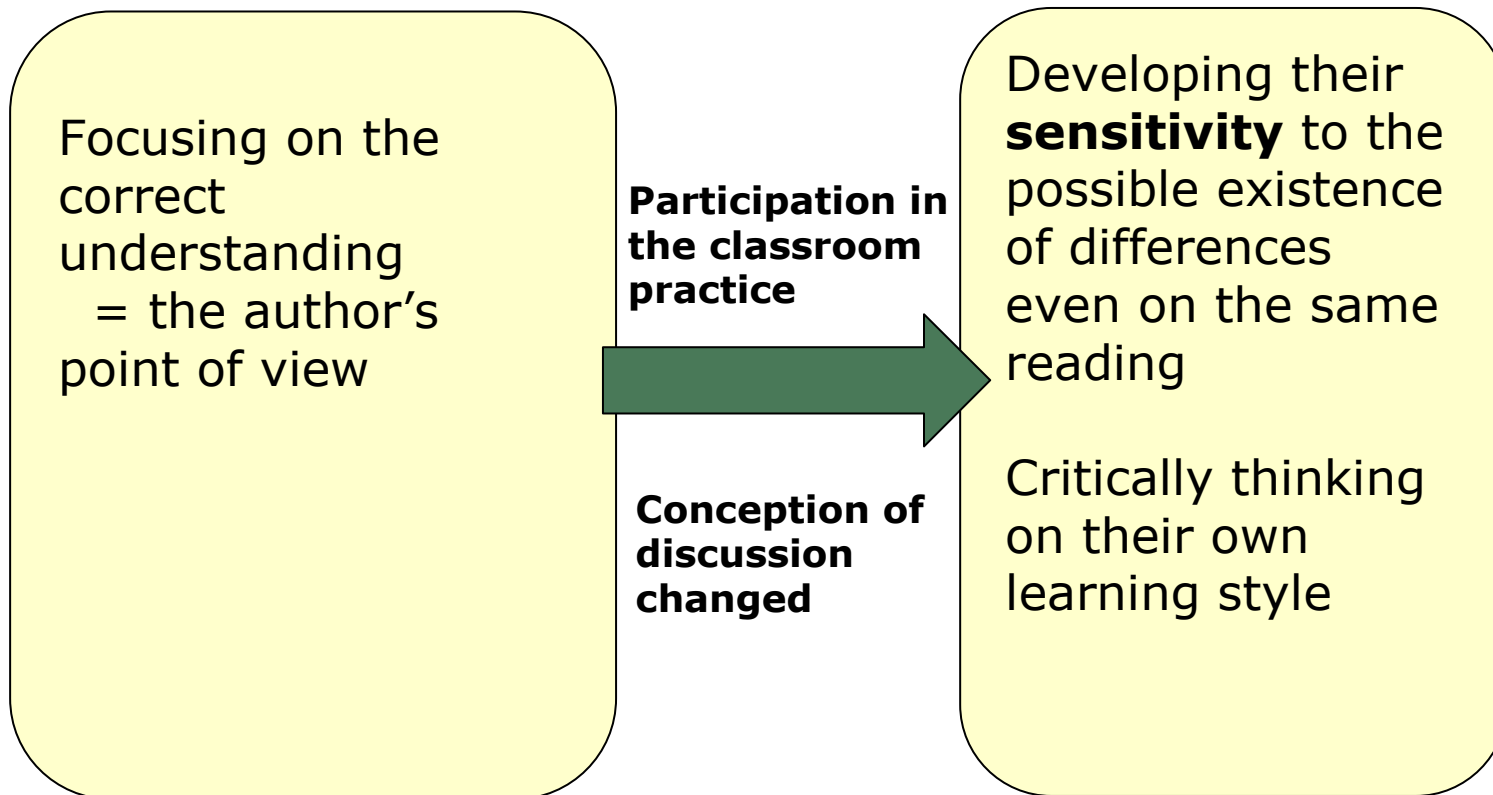 Focusing on the
correct
understanding
= the author’s
point of view
Participation in
the classroom
practice
Conception of
discussion
changed
Developing their
sensitivity to the
possible existence
of differences
even on the same
reading
Critically thinking
on their own
learning style